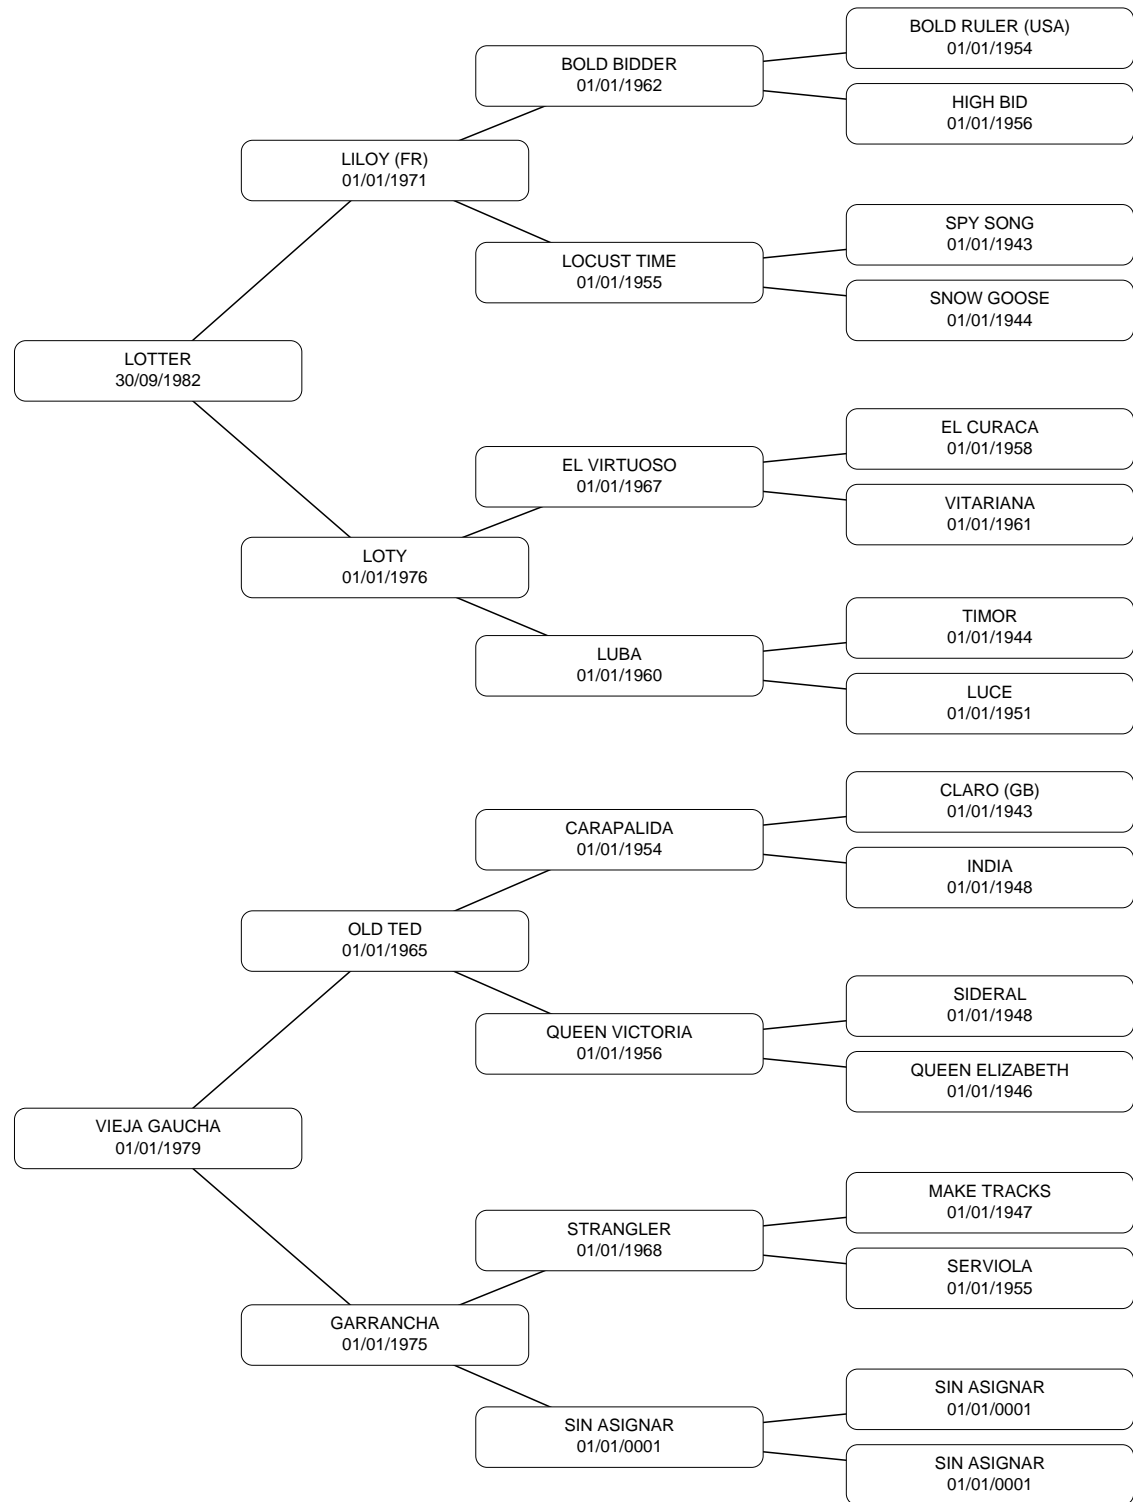 BOLD RULER (USA)
01/01/1954
BOLD BIDDER
01/01/1962
HIGH BID
01/01/1956
LILOY (FR)
01/01/1971
SPY SONG
01/01/1943
LOCUST TIME
01/01/1955
SNOW GOOSE
01/01/1944
LOTTER
30/09/1982
EL CURACA
01/01/1958
EL VIRTUOSO
01/01/1967
VITARIANA
01/01/1961
LOTY
01/01/1976
TIMOR
01/01/1944
LUBA
01/01/1960
LUCE
01/01/1951
CLARO (GB)
01/01/1943
CARAPALIDA
01/01/1954
INDIA
01/01/1948
OLD TED
01/01/1965
SIDERAL
01/01/1948
QUEEN VICTORIA
01/01/1956
QUEEN ELIZABETH
01/01/1946
VIEJA GAUCHA
01/01/1979
MAKE TRACKS
01/01/1947
STRANGLER
01/01/1968
SERVIOLA
01/01/1955
GARRANCHA
01/01/1975
SIN ASIGNAR
01/01/0001
SIN ASIGNAR
01/01/0001
SIN ASIGNAR
01/01/0001